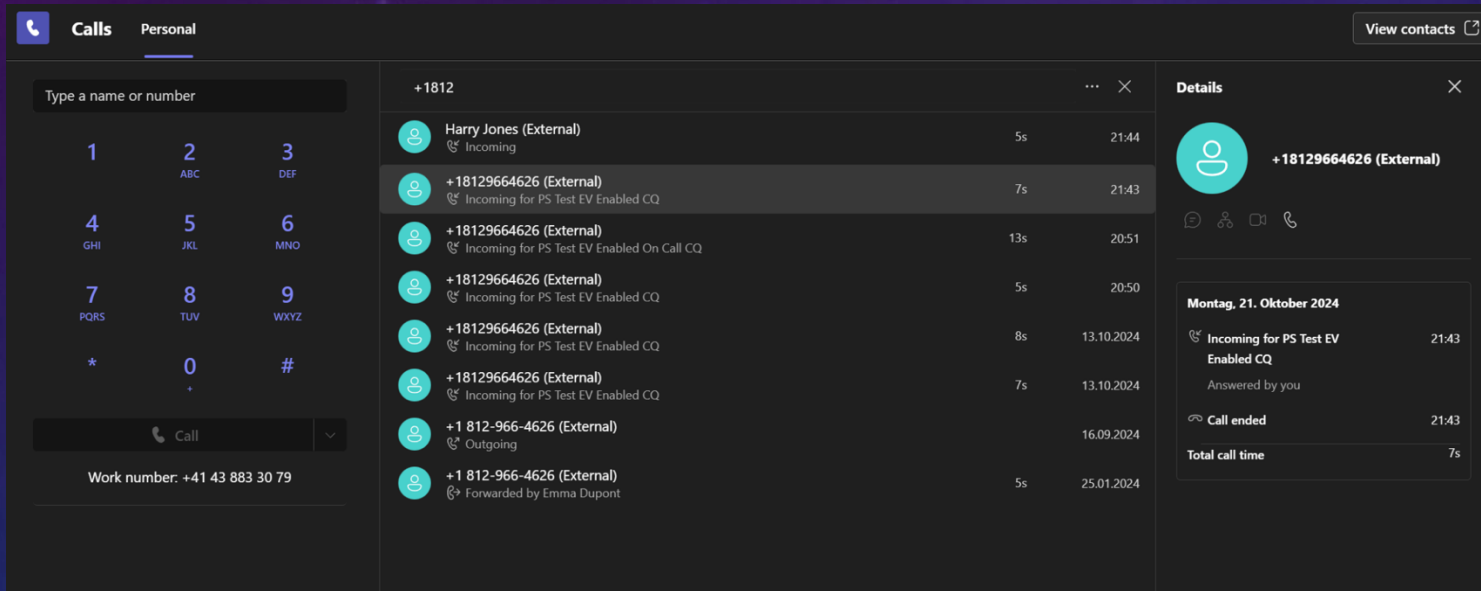 Calls
Personal
View contacts
Type a name or number
1
2
ABC
3
DEF
4
GHI
5
JKL
6
MNO
7
PQRS
8
TUV
9
WXYZ
*
0
+
#
Call
Work number: +41 43 883 30 79
+1812
Harry Jones (External)
Incoming
5s
21:44
+18129664626 (External)
Incoming for PS Test EV Enabled CQ
7s
21:43
+18129664626 (External)
Incoming for PS Test EV Enabled On Call CQ
13s
20:51
+18129664626 (External)
Incoming for PS Test EV Enabled CQ
5s
20:50
+18129664626 (External)
Incoming for PS Test EV Enabled CQ
8s
13.10.2024
+18129664626 (External)
Incoming for PS Test EV Enabled CQ
7s
13.10.2024
+1 812-966-4626 (External)
Outgoing
16.09.2024
+1 812-966-4626 (External)
Forwarded by Emma Dupont
5s
25.01.2024
Details
+18129664626 (External)
Montag, 21. Oktober 2024
Incoming for PS Test EV
Enabled CQ
21:43
Answered by you
Call ended
21:43
Total call time
7s